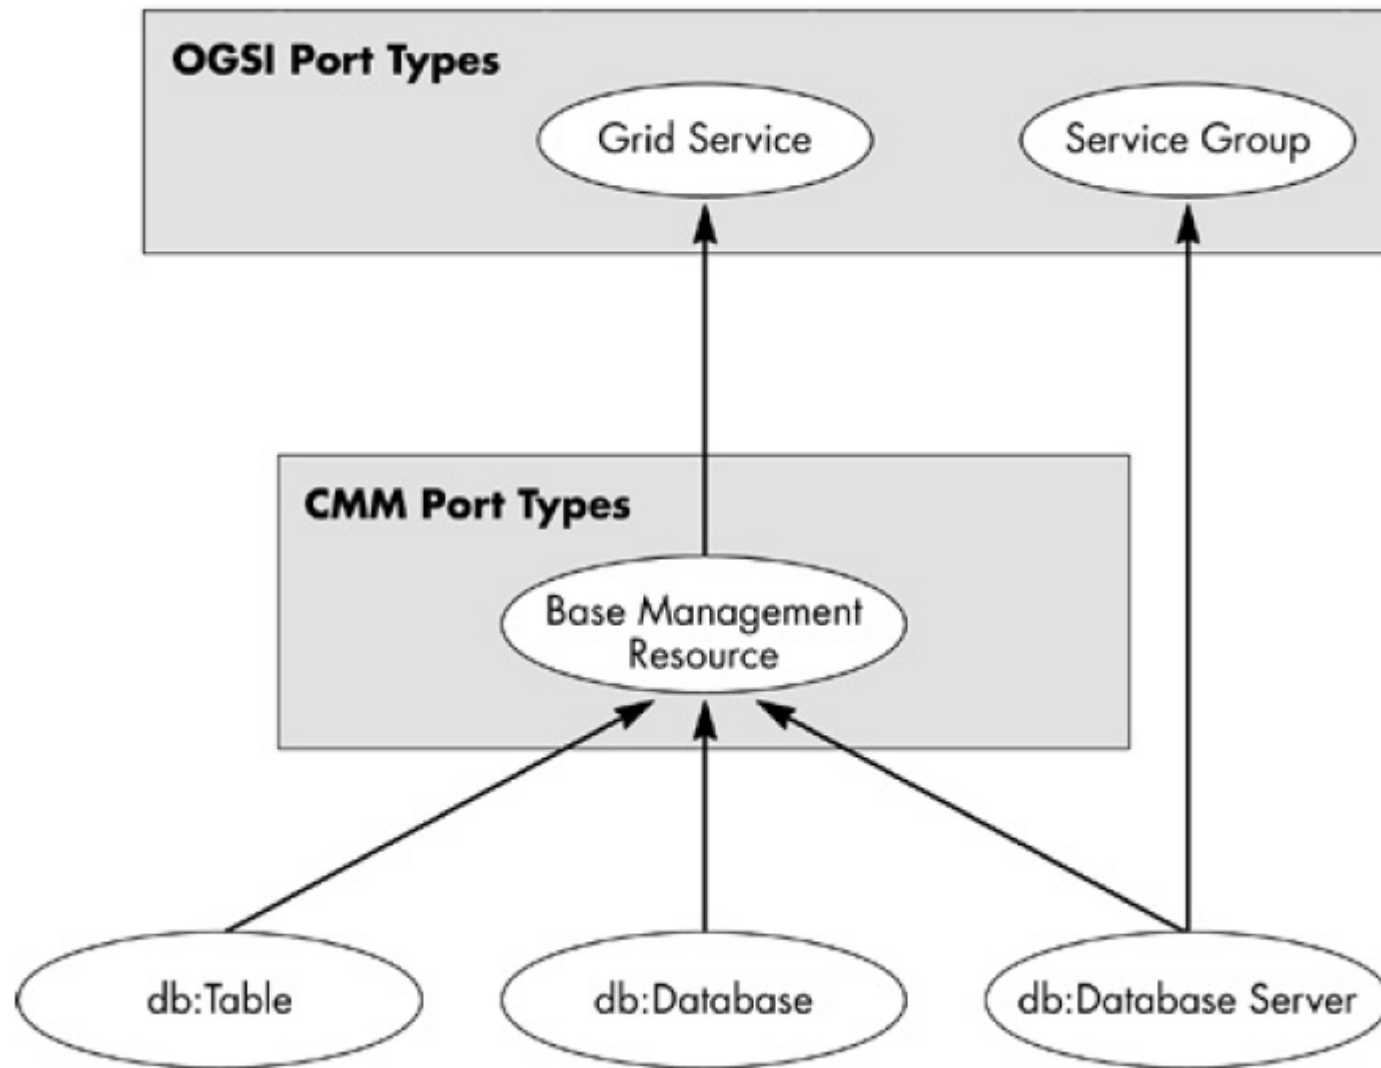 OGSI Port Types
Grid Service
Service Group
CMM Port Types
Base Management
Resource
db:Table
db:Database
db:Database Server